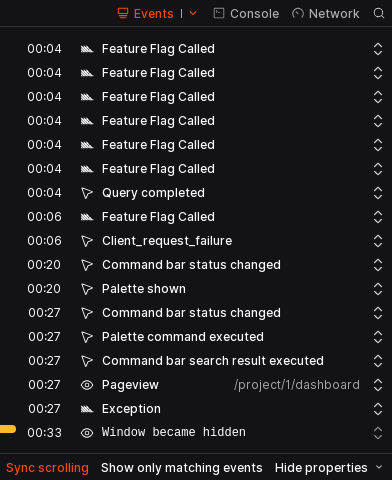 Events Console Network
00:04 Feature Flag Called
00:04 Feature Flag Called
00:04 Feature Flag Called
00:04 Feature Flag Called
00:04 Feature Flag Called
00:04 Feature Flag Called
00:04 Query completed
00:06 Feature Flag Called
00:06 Client_request_failure
00:20 Command bar status changed
00:20 Palette shown
00:27 Command bar status changed
00:27 Palette command executed
00:27 Command bar search result executed
00:27 Pageview /project/1/dashboard
00:27 Exception
00:33 Window became hidden
Sync scrolling Show only matching events Hide properties